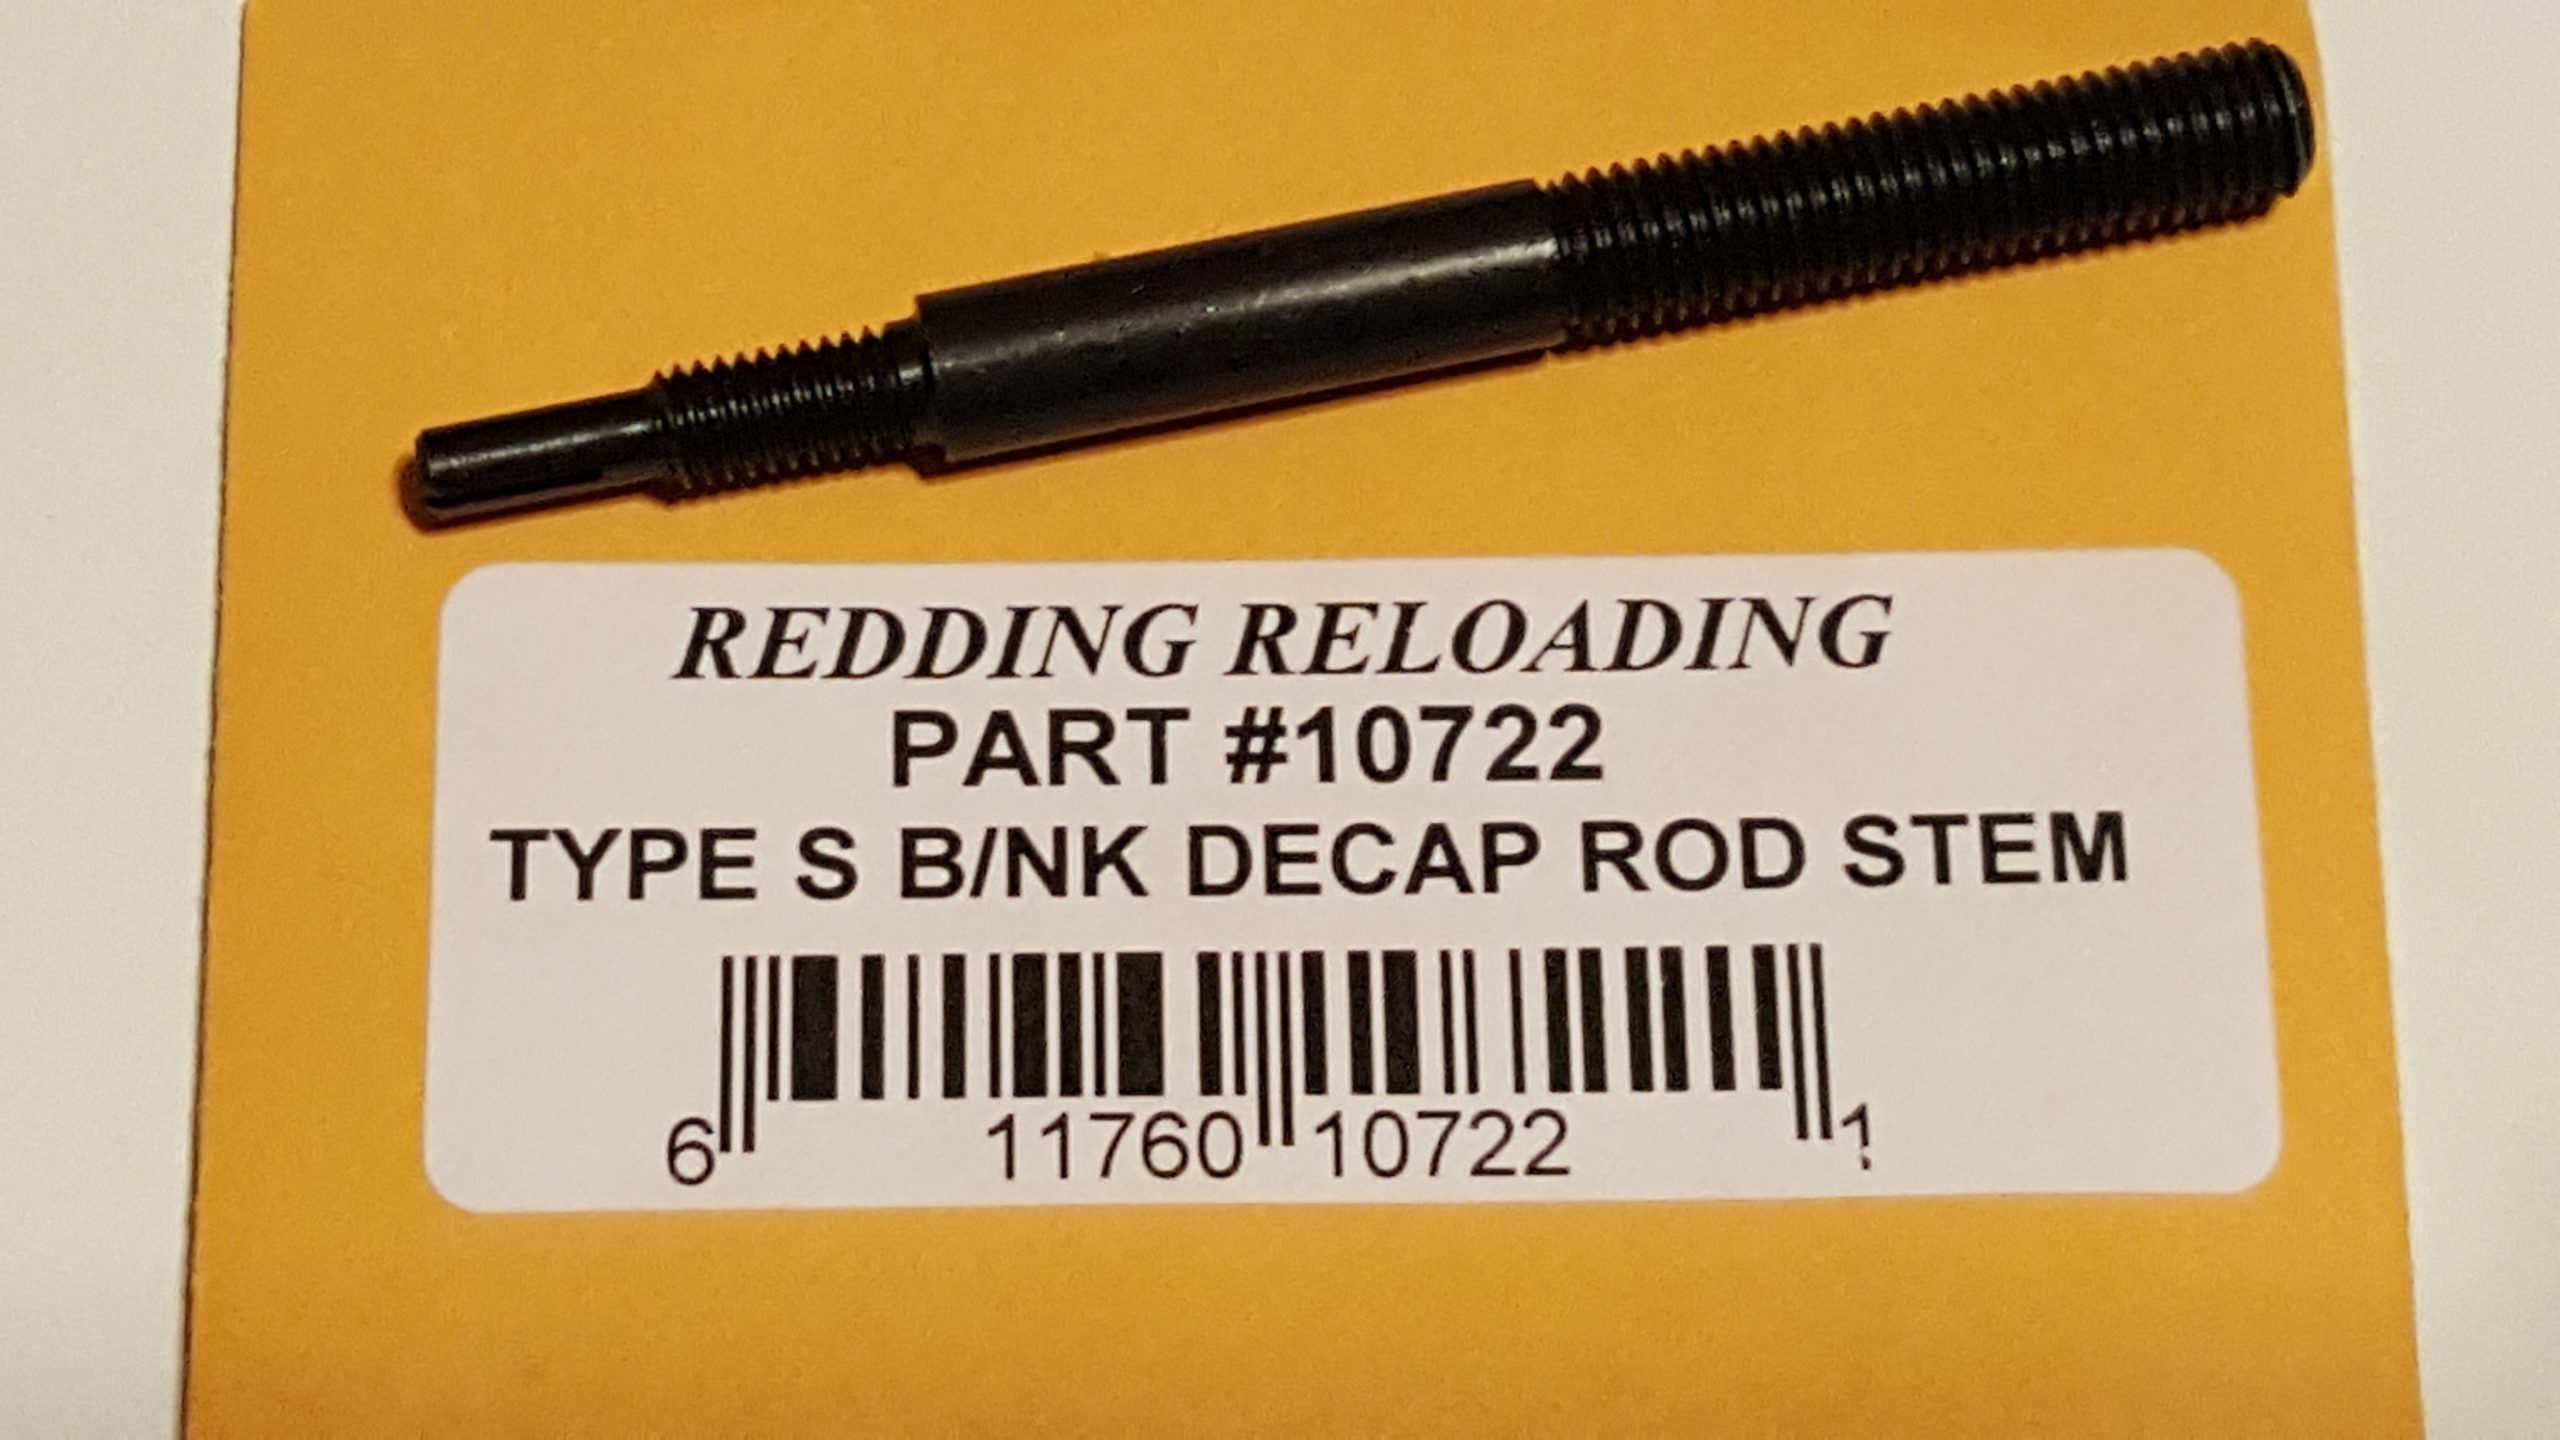 REDDING RELOADING
PART #10722
TYPE S B/NK DECAP ROD STEM
6 11760 10722 1